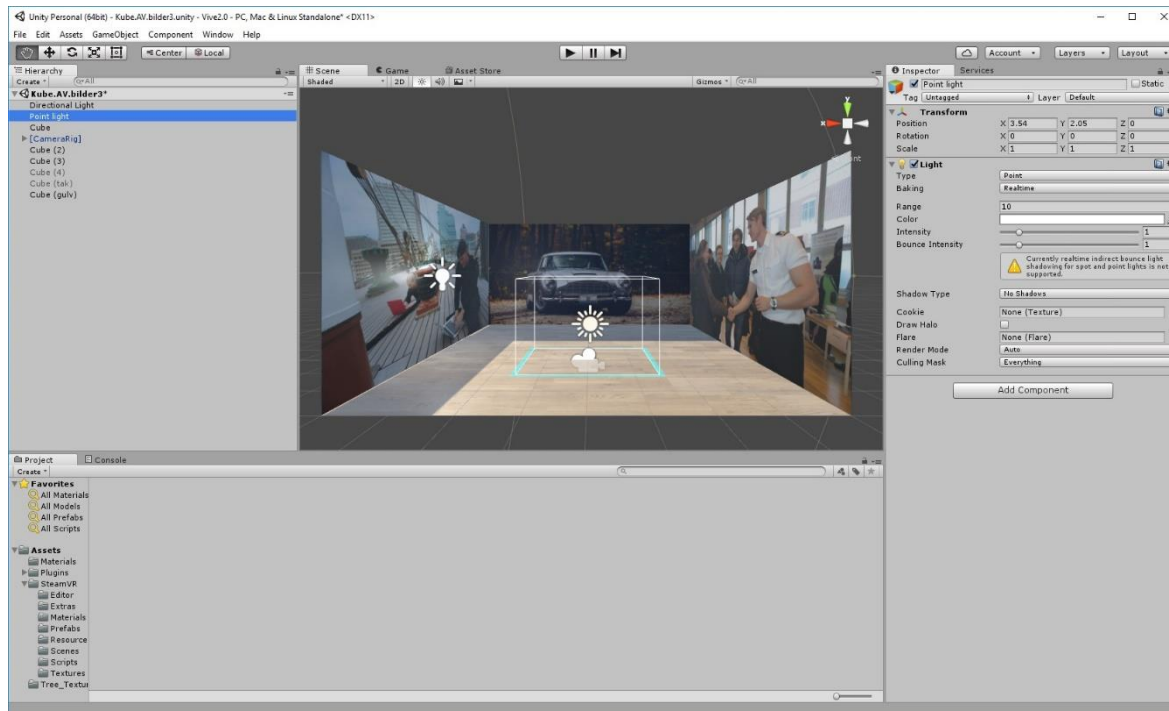 Unity Personal (64bit) - Kube.AV.bilder3.unity - Vive2.0 - PC, Mac & Linux Standalone* <DX11>
File Edit Assets GameObject Component Window Help
Center Local
Account Layers Layout
Hierarchy
Create All
Kube.AV.bilder3*
Directional Light
Point light
Cube
[CameraRig]
Cube (2)
Cube (3)
Cube (4)
Cube (tak)
Cube (gulv)
Scene Game Asset Store
Shaded 2D Gizmos All
y
x
Inspector Services
Point light Static
Tag Untagged Layer Default
Transform
Position X 3.54 Y 2.05 Z 0
Rotation X 0 Y 0 Z 0
Scale X 1 Y 1 Z 1
Light
Type Point
Baking Realtime
Range 10
Color
Intensity 1
Bounce Intensity 1
Currently realtime indirect bounce light
shadowing for spot and point lights is not
supported.
Shadow Type No Shadows
Cookie None (Texture)
Draw Halo
Flare None (Flare)
Render Mode Auto
Culling Mask Everything
Add Component
Project Console
Create
Favorites
All Materials
All Models
All Prefabs
All Scripts
Assets
Materials
Plugins
SteamVR
Editor
Extras
Materials
Prefabs
Resource
Scenes
Scripts
Textures
Tree_Textu